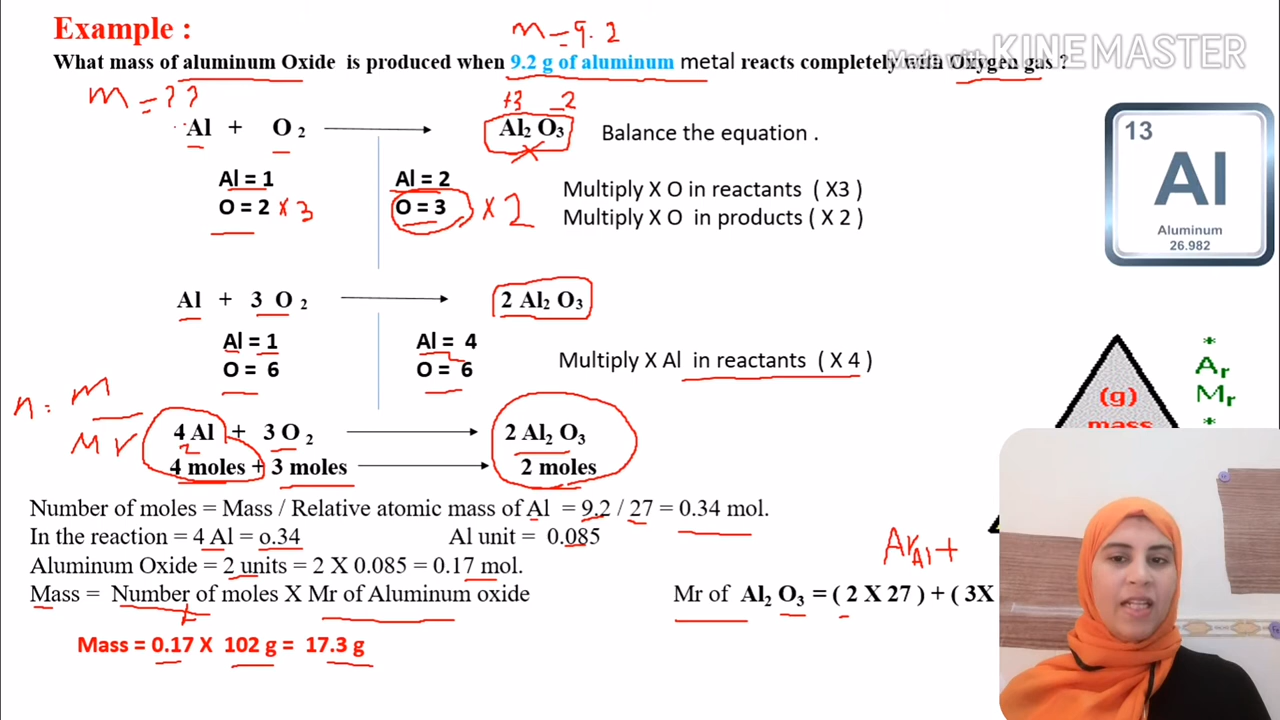 Example :
m = 9.2
Made with KINEMASTER
What mass of aluminum Oxide is produced when 9.2 g of aluminum metal reacts completely with Oxygen gas ?
m = ??
+3 -2
Al + O2 Al2 O3 Balance the equation .
Al = 1 Al = 2 Multiply X O in reactants ( X3 )
O = 2 × 3 O = 3 × 2 Multiply X O in products ( X 2 )
13
Al
Aluminum
26.982
Al + 3 O2 2 Al2 O3
Al = 1 Al = 4 Multiply X Al in reactants ( X 4 )
O = 6 O = 6
n = m
Mr
*
Ar
Mr
*
(g)
mass
4 Al + 3 O2 2 Al2 O3
2
4 moles + 3 moles 2 moles
Number of moles = Mass / Relative atomic mass of Al = 9.2 / 27 = 0.34 mol.
In the reaction = 4 Al = o.34 Al unit = 0.085
Aluminum Oxide = 2 units = 2 X 0.085 = 0.17 mol.
ArAl +
Mass = Number of moles X Mr of Aluminum oxide Mr of Al2 O3 = ( 2 X 27 ) + ( 3X
Mass = 0.17 X 102 g = 17.3 g